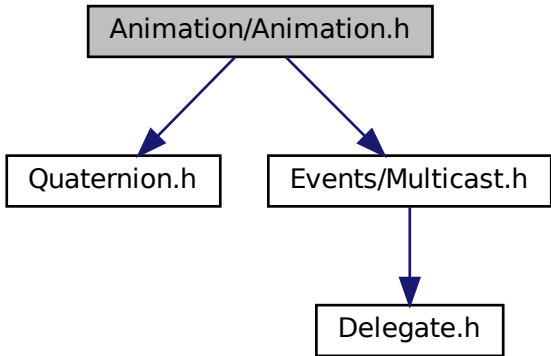 Animation/Animation.h
Quaternion.h
Events/Multicast.h
Delegate.h